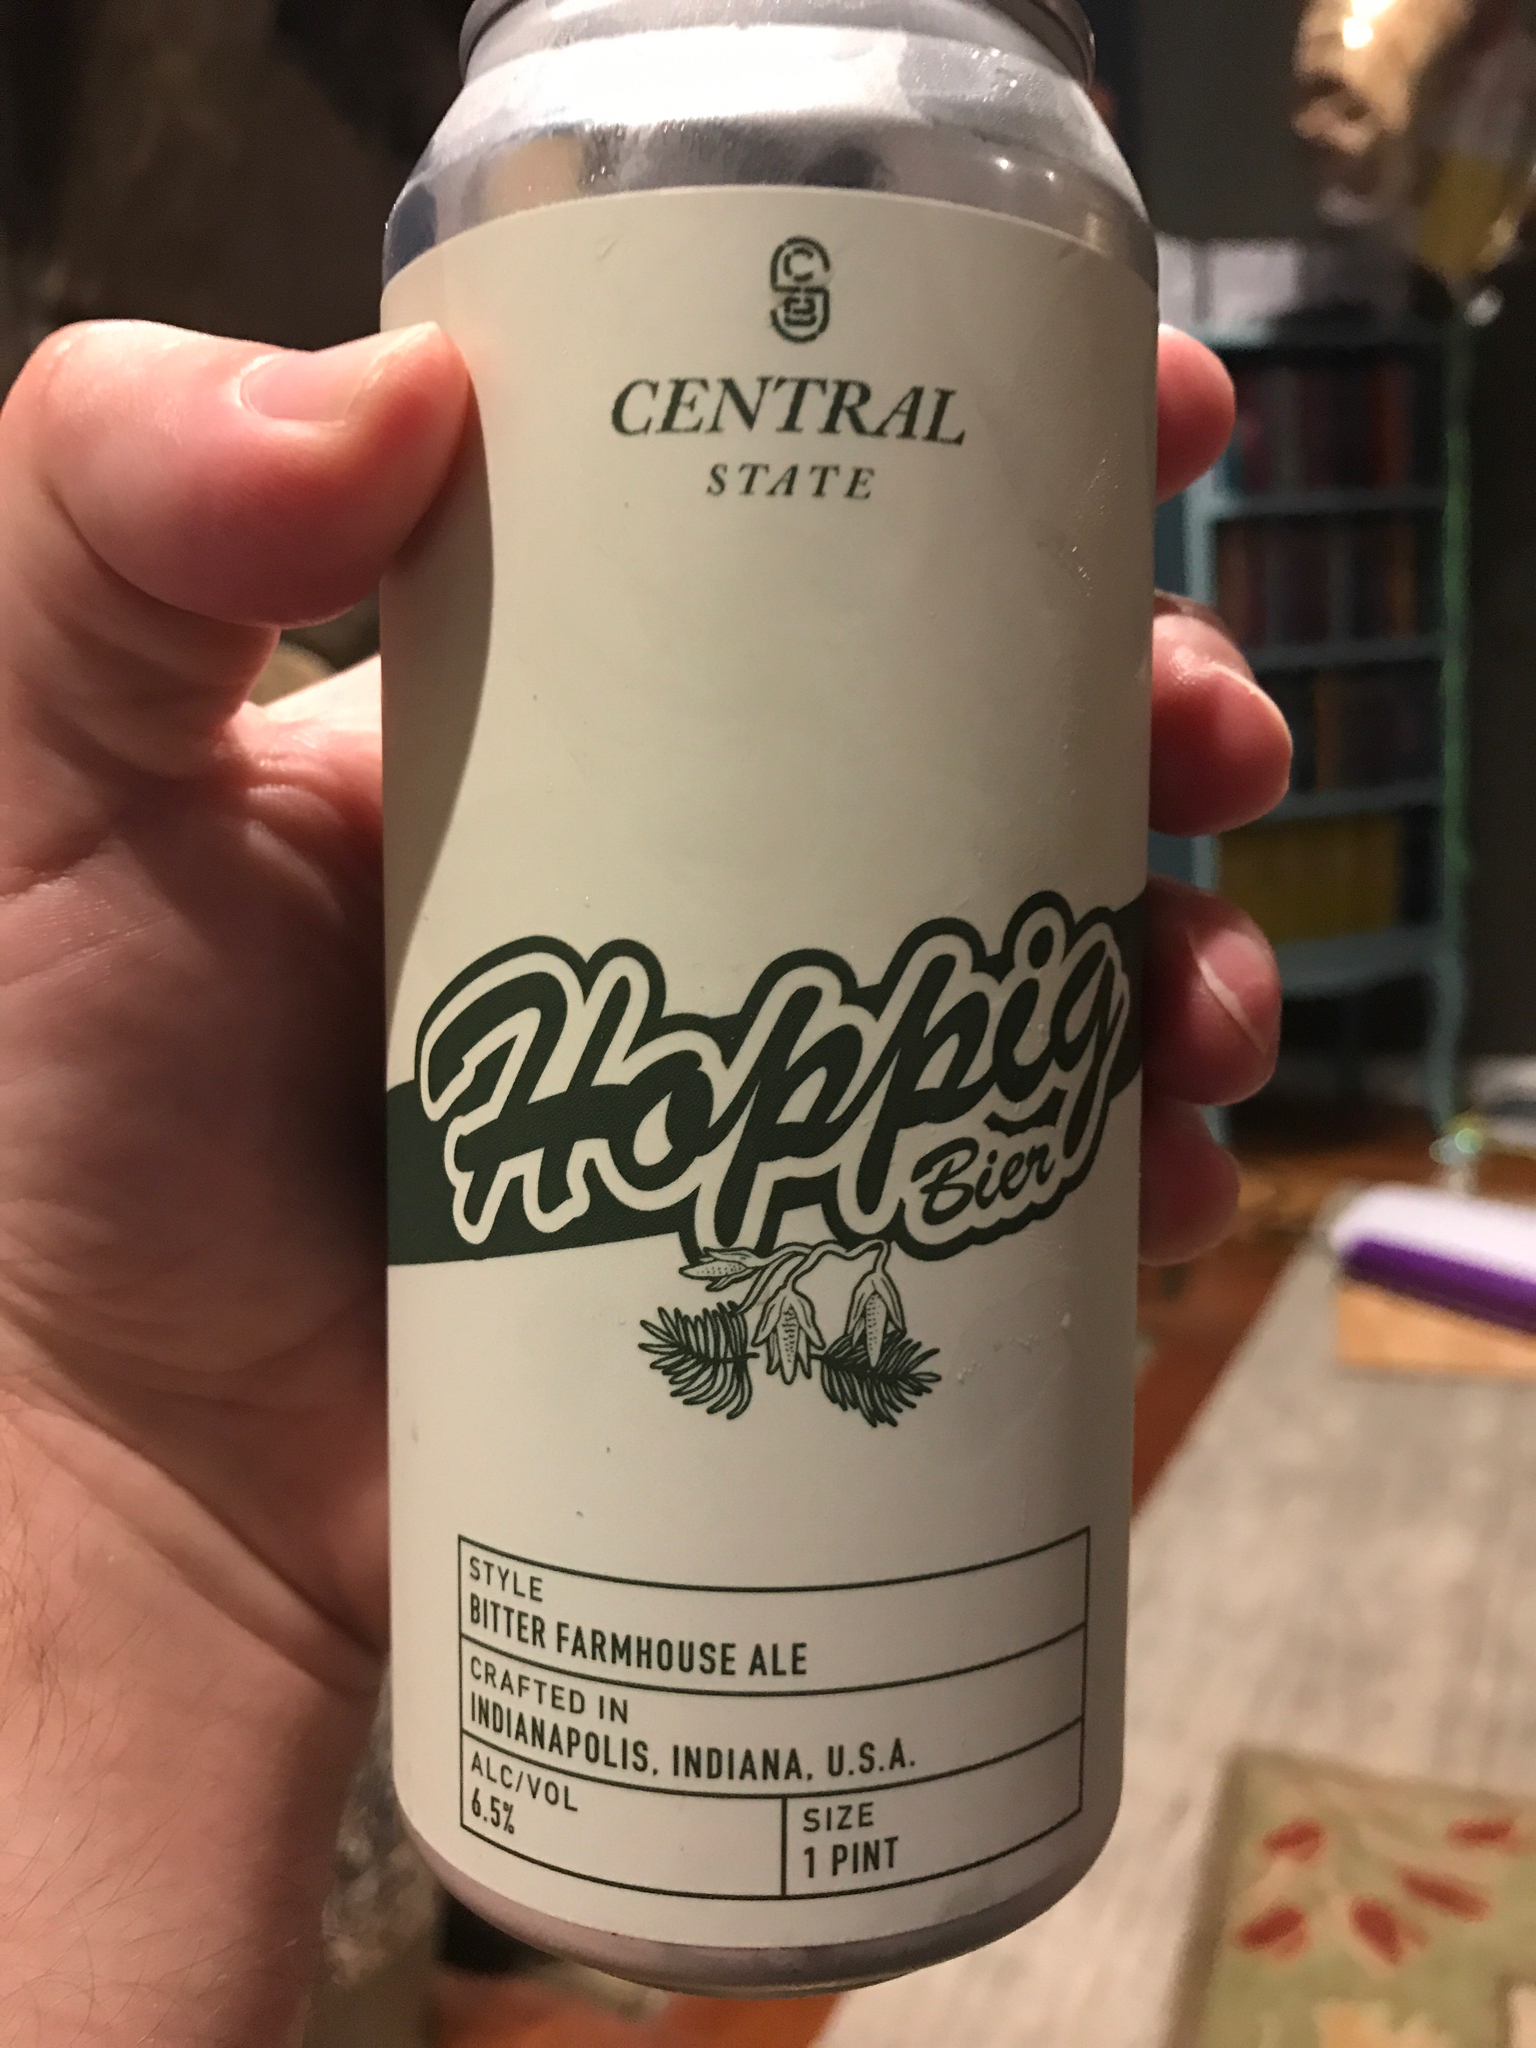 CSB
CENTRAL
STATE
Hoppig
Bier
STYLE
BITTER FARMHOUSE ALE
CRAFTED IN
INDIANAPOLIS, INDIANA, U.S.A.
ALC/VOL
6.5%
SIZE
1 PINT